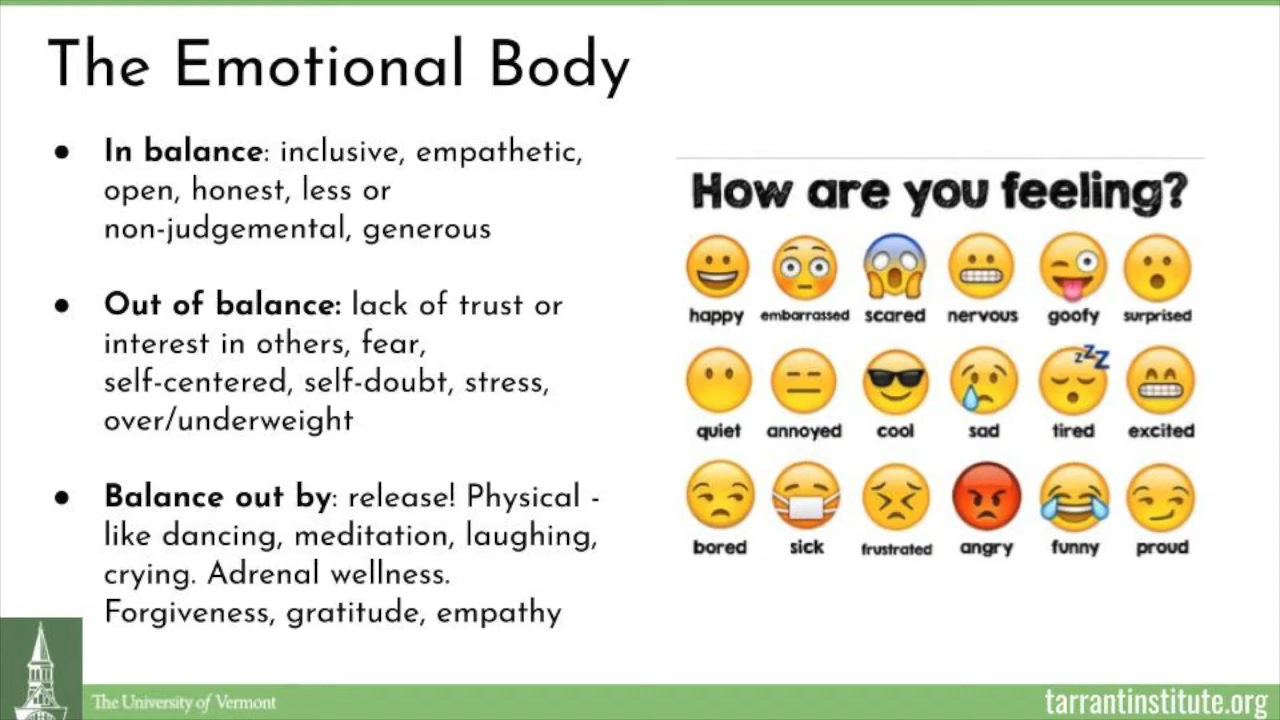 The Emotional Body
● In balance: inclusive, empathetic,
open, honest, less or
non-judgemental, generous
● Out of balance: lack of trust or
interest in others, fear,
self-centered, self-doubt, stress,
over/underweight
● Balance out by: release! Physical -
like dancing, meditation, laughing,
crying. Adrenal wellness.
Forgiveness, gratitude, empathy
How are you feeling?
happy embarrassed scared nervous goofy surprised
zzZ
quiet annoyed cool sad tired excited
bored sick frustrated angry funny proud
The University of Vermont
tarrantinstitute.org